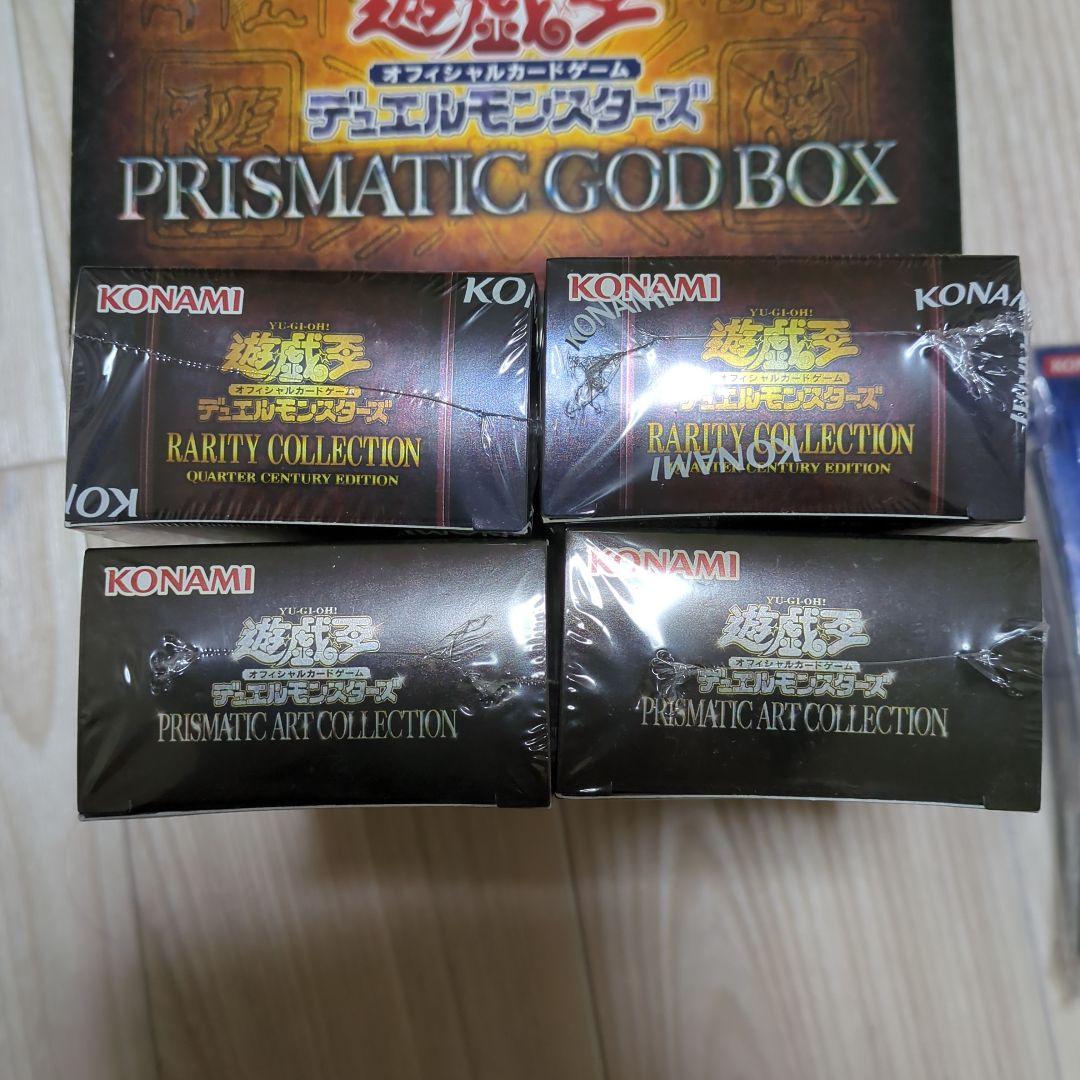 遊戯王
オフィシャルカードゲーム
デュエルモンスターズ
PRISMATIC GOD BOX
KONAMI
KON
YU-GI-OH!
遊戯王
オフィシャルカードゲーム
デュエルモンスターズ
RARITY COLLECTION
QUARTER CENTURY EDITION
KON
KONAMI
KONAMI
KONAMI
YU-GI-OH!
遊戯王
オフィシャルカードゲーム
デュエルモンスターズ
RARITY COLLECTION
KONAMI
QUARTER CENTURY EDITION
KONAMI
YU-GI-OH!
遊戯王
オフィシャルカードゲーム
デュエルモンスターズ
PRISMATIC ART COLLECTION
KONAMI
YU-GI-OH!
遊戯王
オフィシャルカードゲーム
デュエルモンスターズ
PRISMATIC ART COLLECTION
KO